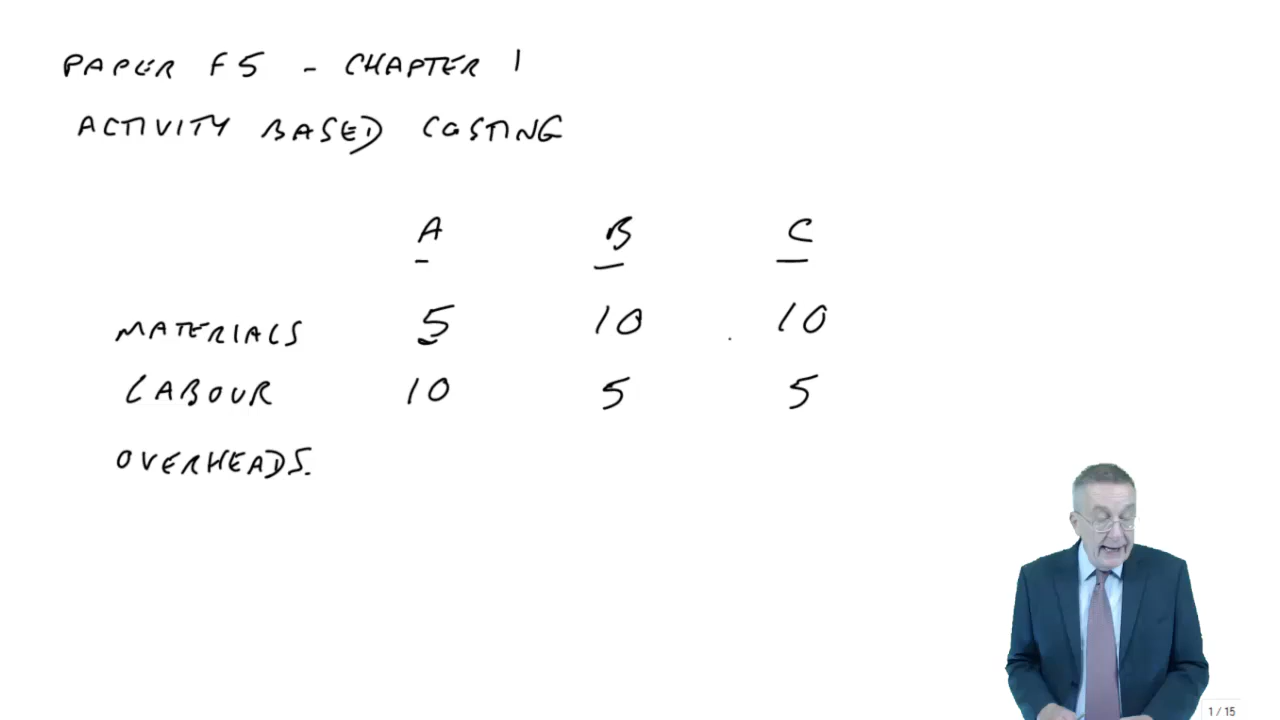 PAPER F5 - CHAPTER 1
ACTIVITY BASED COSTING
A B C
MATERIALS 5 10 10
LABOUR 10 5 5
OVERHEADS.
1 / 15